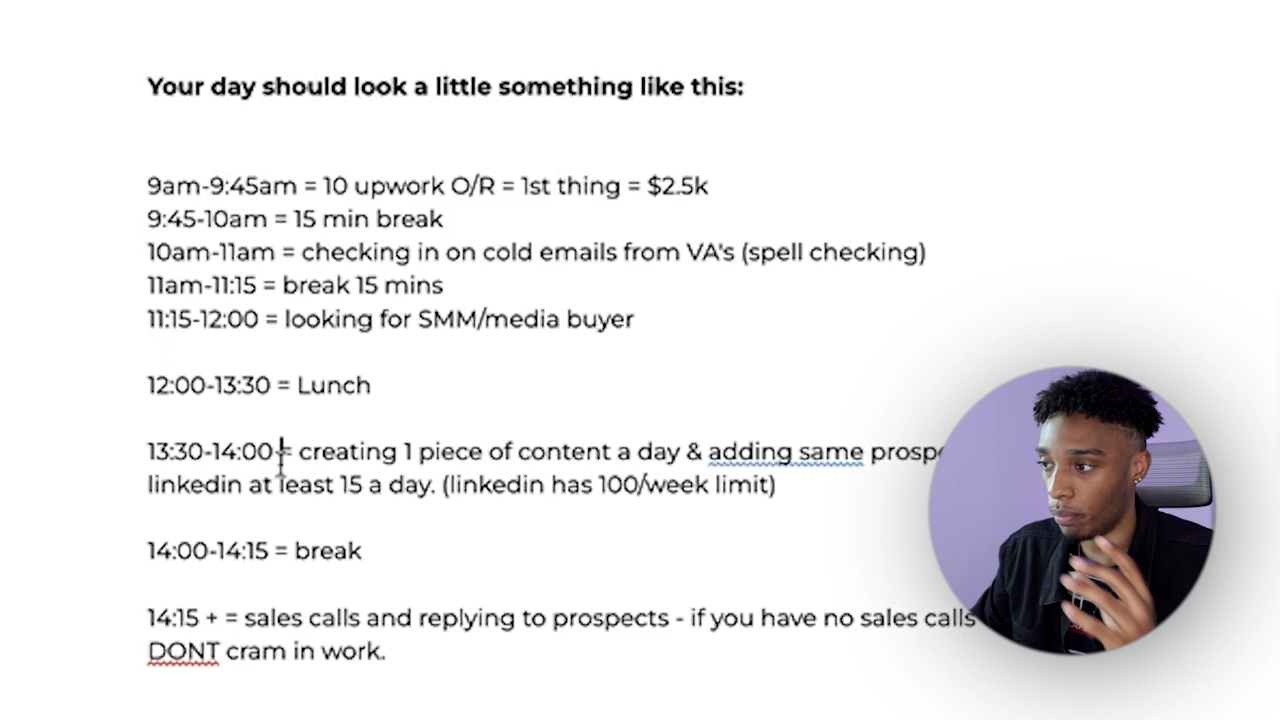 Your day should look a little something like this:
9am-9:45am = 10 upwork O/R = 1st thing = $2.5k
9:45-10am = 15 min break
10am-11am = checking in on cold emails from VA's (spell checking)
11am-11:15 = break 15 mins
11:15-12:00 = looking for SMM/media buyer
12:00-13:30 = Lunch
13:30-14:00 = creating 1 piece of content a day & adding same
linkedin at least 15 a day. (linkedin has 100/week limit)
14:00-14:15 = break
14:15 + = sales calls and replying to prospects - if you have no sales calls
DONT cram in work.